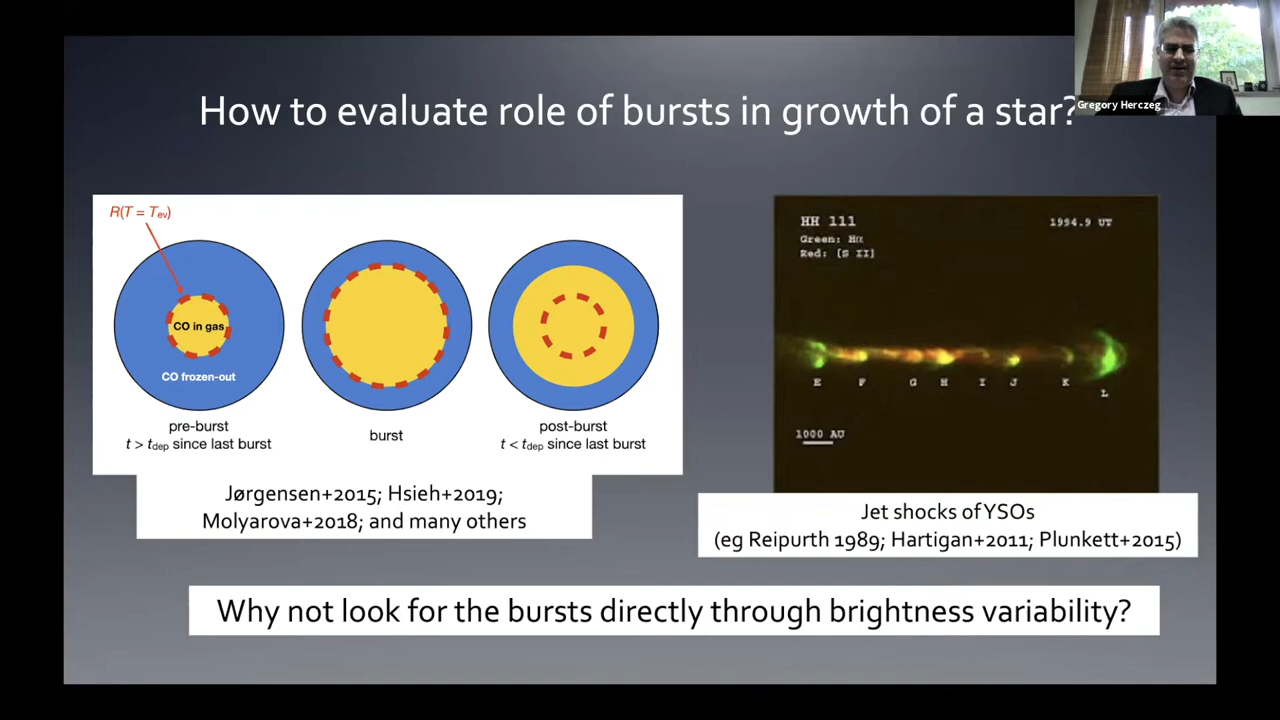 Gregory Herczeg
How to evaluate role of bursts in growth of a star?
R(T = Tev)
CO in gas
CO frozen-out
pre-burst
t > tdep since last burst
burst
post-burst
t < tdep since last burst
Jørgensen+2015; Hsieh+2019;
Molyarova+2018; and many others
HH 111
1994.9 UT
Green: Hα
Red: [S II]
E F G H I J K L
1000 AU
Jet shocks of YSOs
(eg Reipurth 1989; Hartigan+2011; Plunkett+2015)
Why not look for the bursts directly through brightness variability?